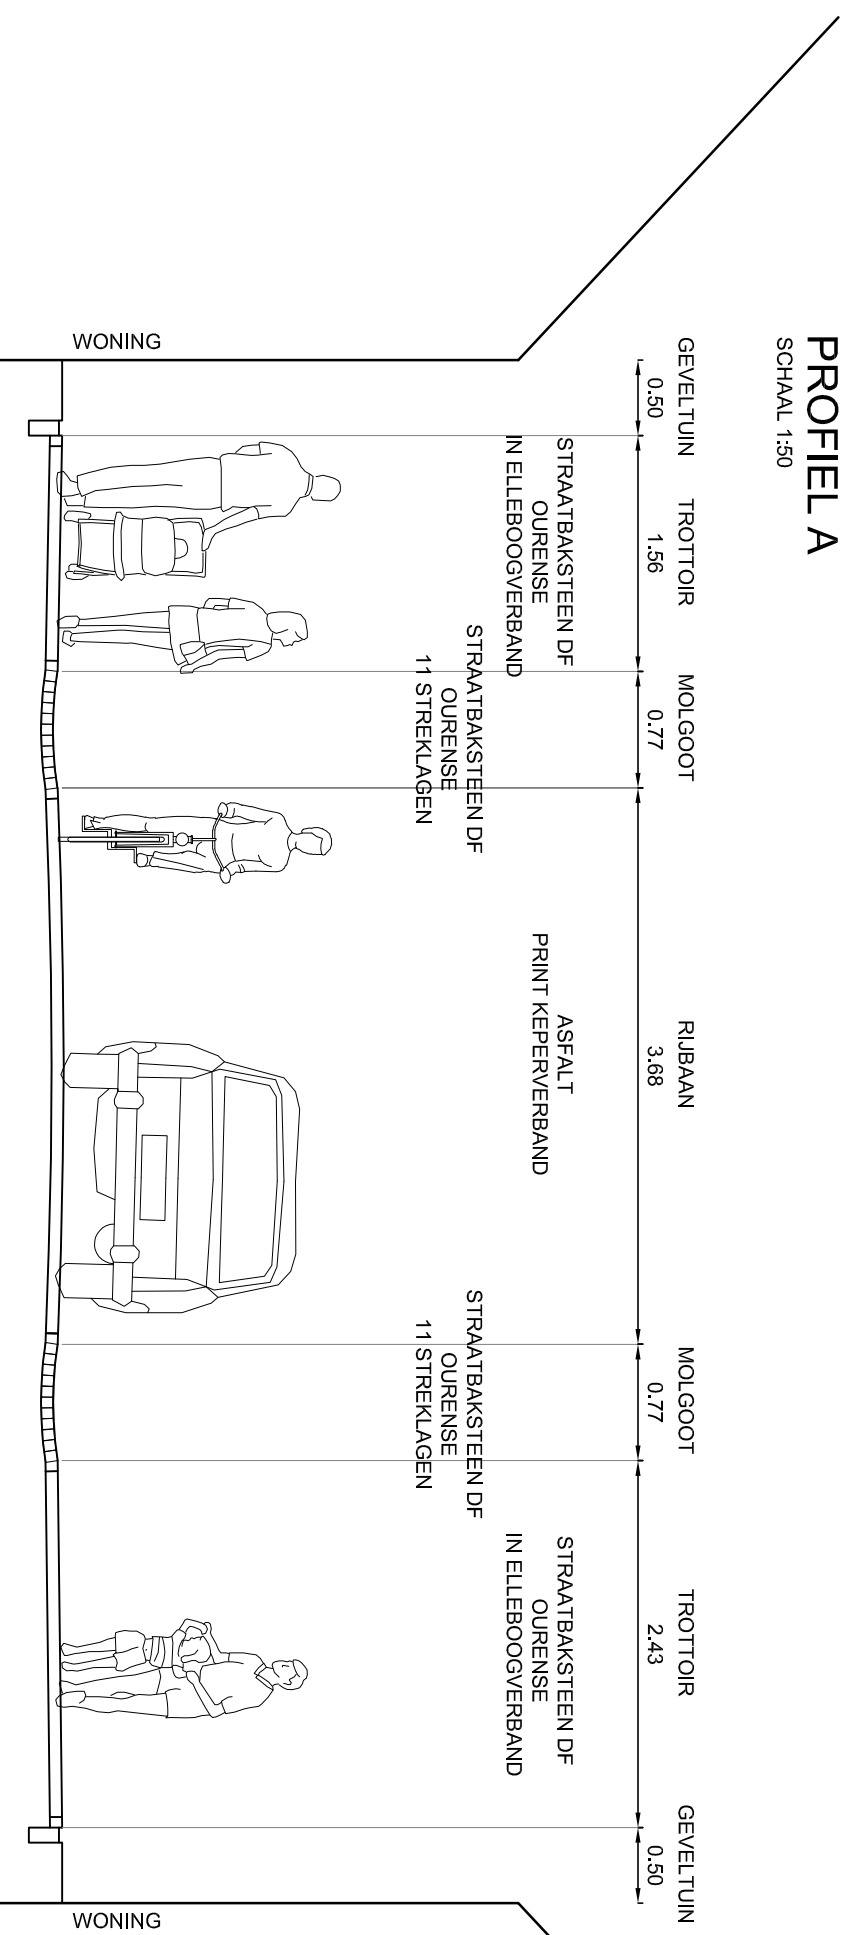 PROFIEL A
SCHAAL 1:50
GEVELTUIN
TROTTOIR
MOLGOOT
RIJBAAN
MOLGOOT
TROTTOIR
GEVELTUIN
0.50
1.56
0.77
3.68
0.77
2.43
0.50
STRAATBAKSTEEN DF
OURENSE
IN ELLEBOOGVERBAND
STRAATBAKSTEEN DF
OURENSE
11 STREKLAGEN
ASFALT
PRINT KEPERVERBAND
STRAATBAKSTEEN DF
OURENSE
11 STREKLAGEN
STRAATBAKSTEEN DF
OURENSE
IN ELLEBOOGVERBAND
WONING
WONING